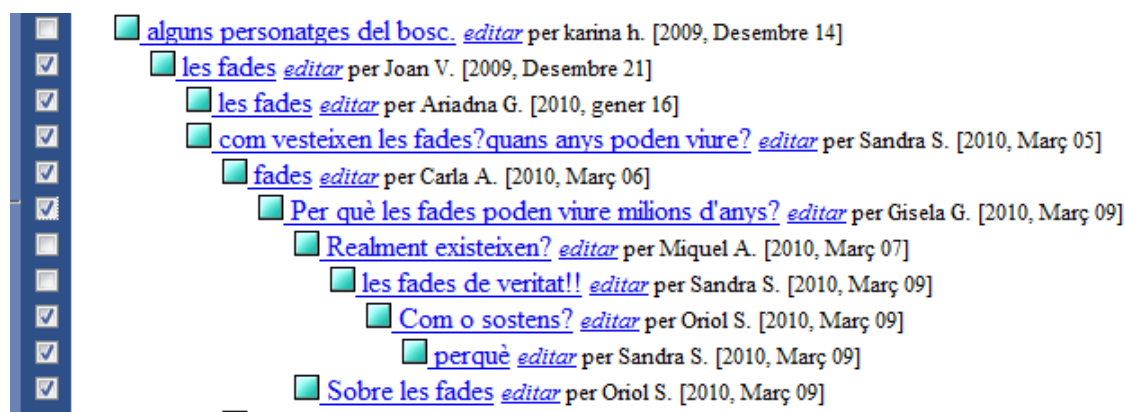 alguns personatges del bosc. editar per karina h. [2009, Desembre 14]
les fades editar per Joan V. [2009, Desembre 21]
les fades editar per Ariadna G. [2010, gener 16]
com vesteixen les fades?quans anys poden viure? editar per Sandra S. [2010, Març 05]
fades editar per Carla A. [2010, Març 06]
Per què les fades poden viure milions d'anys? editar per Gisela G. [2010, Març 09]
Realment existeixen? editar per Miquel A. [2010, Març 07]
les fades de veritat!! editar per Sandra S. [2010, Març 09]
Com o sostens? editar per Oriol S. [2010, Març 09]
perquè editar per Sandra S. [2010, Març 09]
Sobre les fades editar per Oriol S. [2010, Març 09]